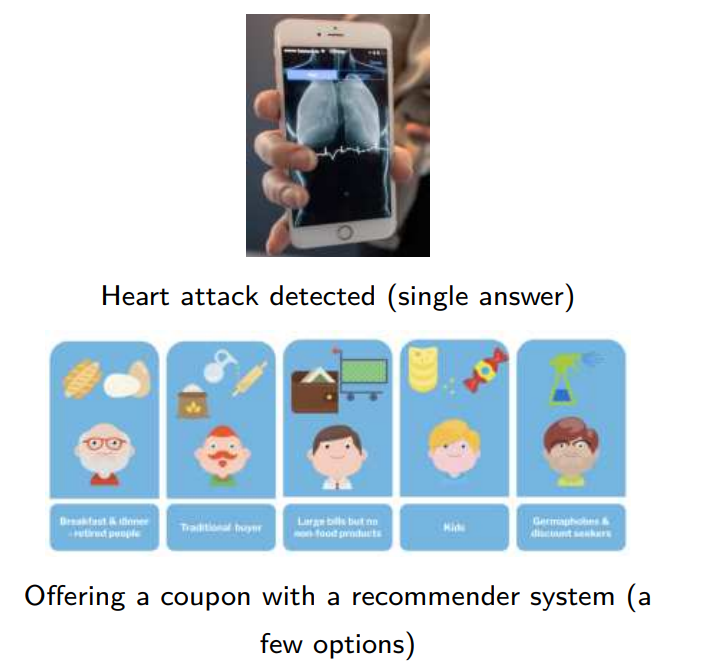 Heart attack detected (single answer)
Breakfast & dinner
- retired people
Traditional buyer
Large bills but no
non-food products
Kids
Germaphobes &
discount seekers
Offering a coupon with a recommender system (a
few options)